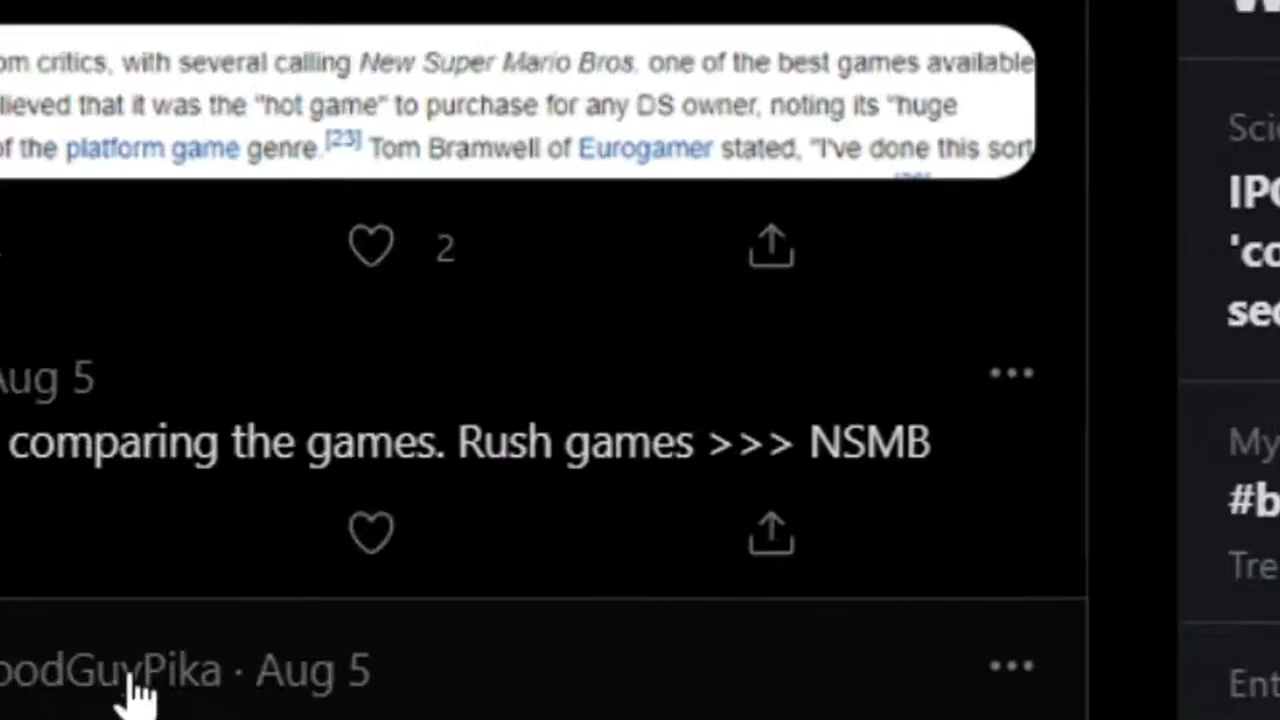 om critics, with several calling New Super Mario Bros. one of the best games available
lieved that it was the "hot game" to purchase for any DS owner, noting its "huge
of the platform game genre.[23] Tom Bramwell of Eurogamer stated, "I've done this sort
2
Aug 5
comparing the games. Rush games >>> NSMB
oodGuyPika · Aug 5
Sci
IPC
'co
sec
My
#b
Tre
Ent